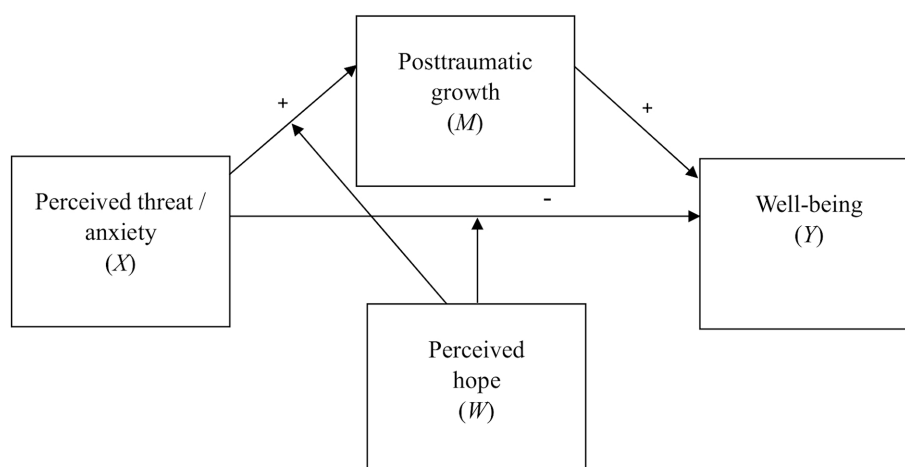 Posttraumatic
growth
(M)
+
+
Perceived threat /
anxiety
(X)
-
Well-being
(Y)
Perceived
hope
(W)